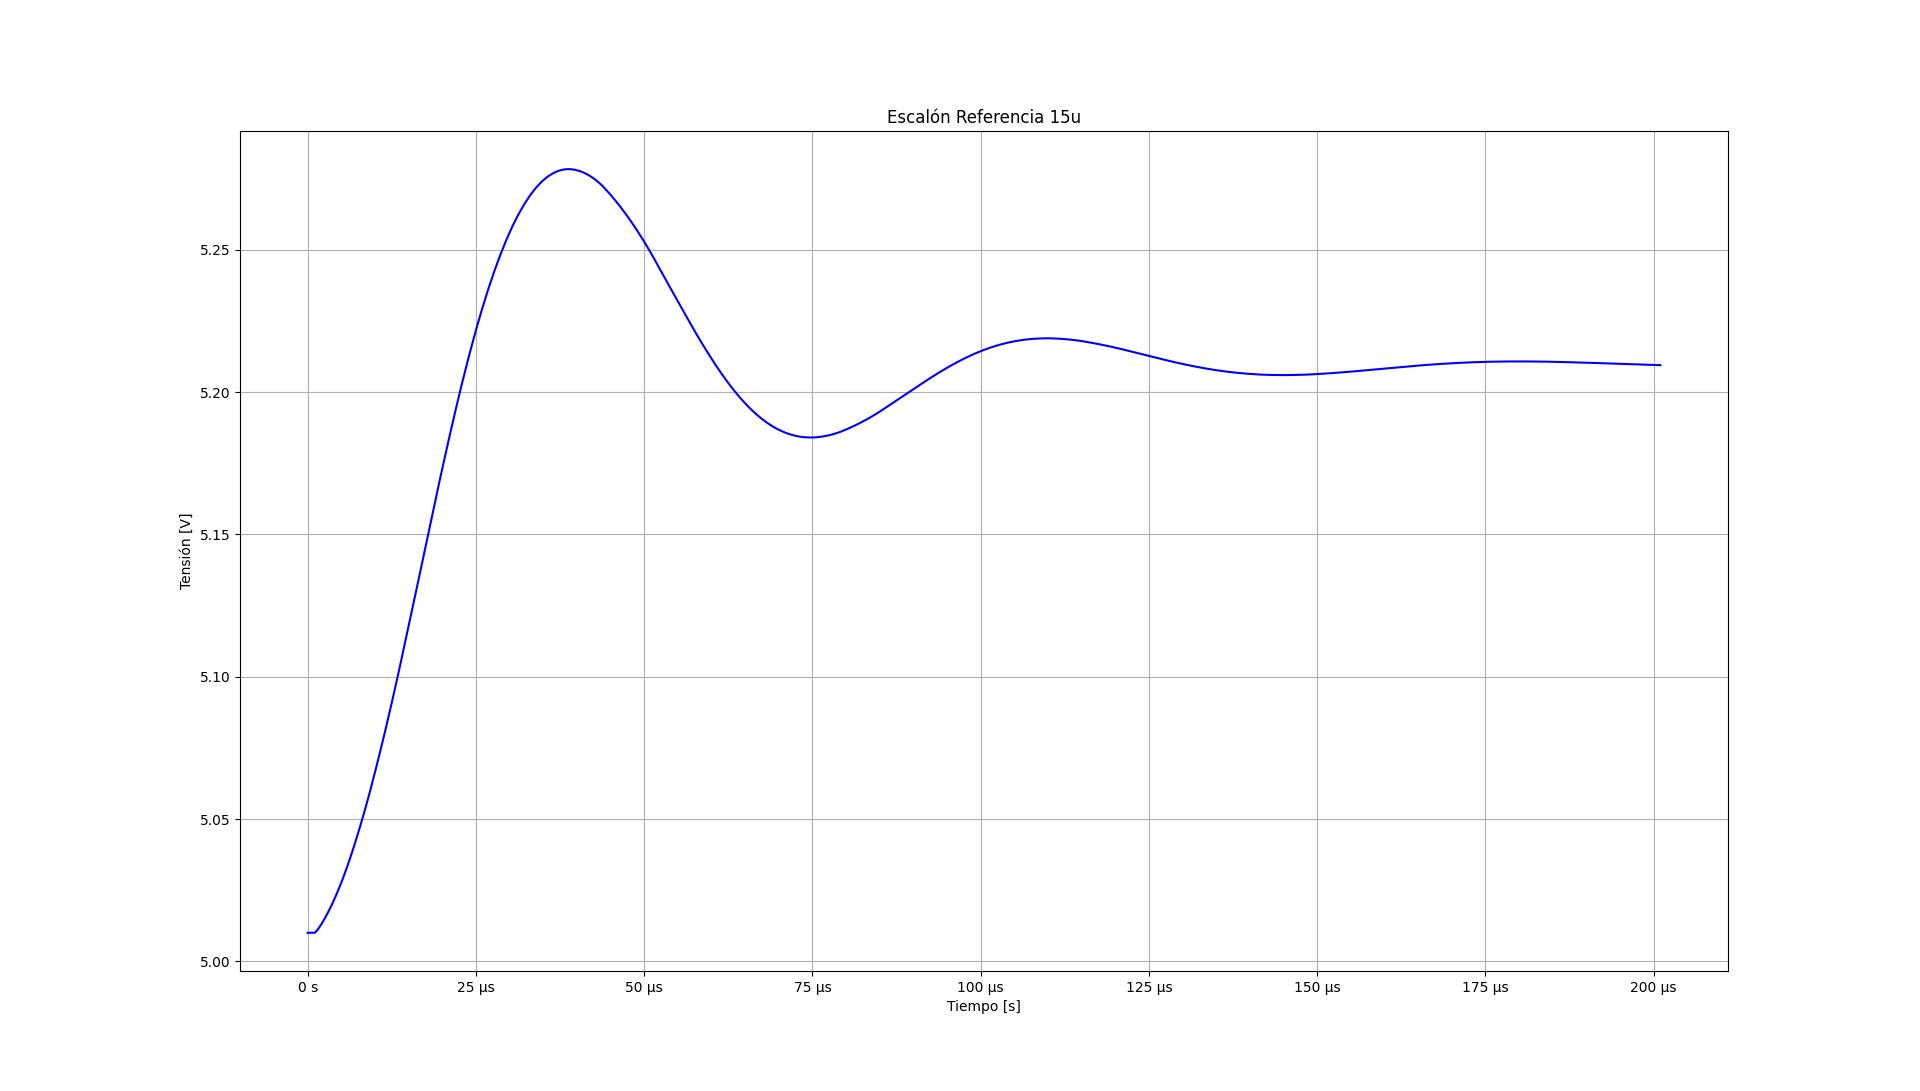 Escalón Referencia 15u
Tensión [V]
5.25
5.20
5.15
5.10
5.05
5.00
0 s 25 µs 50 µs 75 µs 100 µs 125 µs 150 µs 175 µs 200 µs
Tiempo [s]